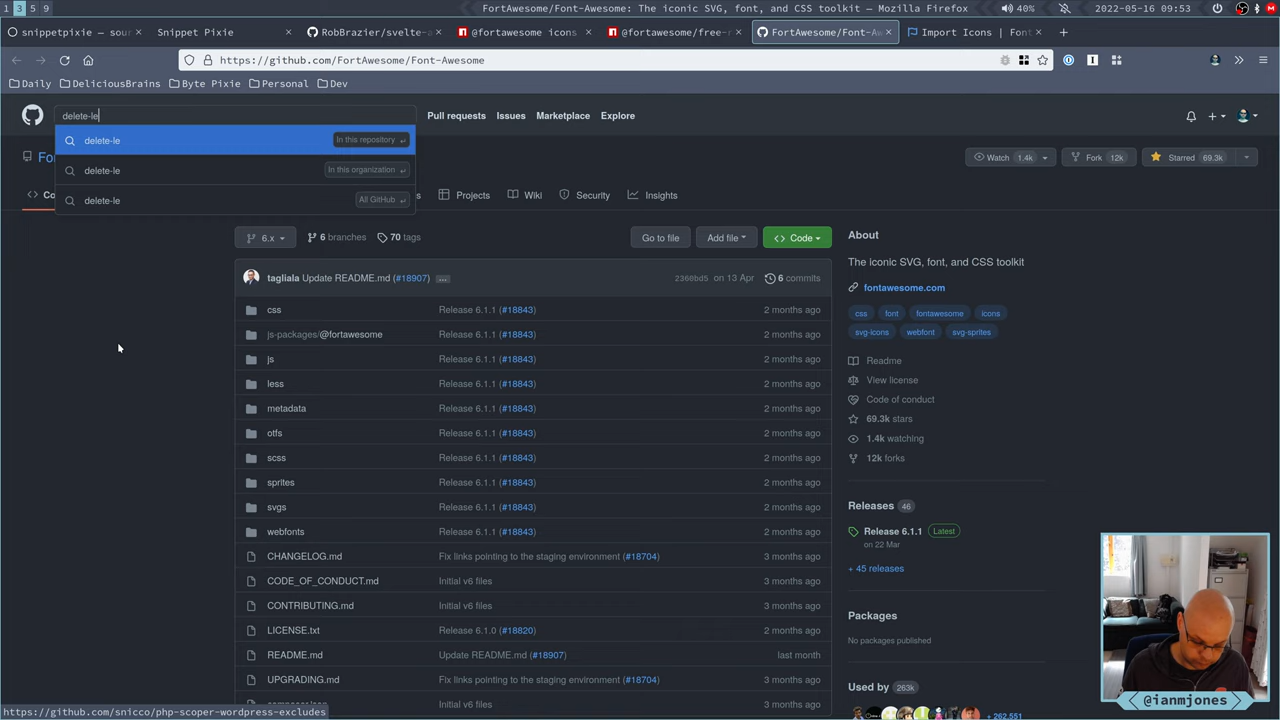 1 3 5 9
FortAwesome/Font-Awesome: The iconic SVG, font, and CSS toolkit — Mozilla Firefox
40%
2022-05-16 09:53
snippetpixie — sour
Snippet Pixie
RobBrazier/svelte-a
@fortawesome icons
@fortawesome/free-r
FortAwesome/Font-Aw
Import Icons | Font
https://github.com/FortAwesome/Font-Awesome
Daily
DeliciousBrains
Byte Pixie
Personal
Dev
delete-le
Pull requests
Issues
Marketplace
Explore
delete-le In this repository
delete-le In this organization
delete-le All GitHub
Fo
Watch 1.4k
Fork 12k
Starred 69.3k
Co
Projects
Wiki
Security
Insights
6.x
6 branches
70 tags
Go to file
Add file
Code
tagliala Update README.md (#18907) ...
2366bd5 on 13 Apr
6 commits
css Release 6.1.1 (#18843) 2 months ago
js-packages/@fortawesome Release 6.1.1 (#18843) 2 months ago
js Release 6.1.1 (#18843) 2 months ago
less Release 6.1.1 (#18843) 2 months ago
metadata Release 6.1.1 (#18843) 2 months ago
otfs Release 6.1.1 (#18843) 2 months ago
scss Release 6.1.1 (#18843) 2 months ago
sprites Release 6.1.1 (#18843) 2 months ago
svgs Release 6.1.1 (#18843) 2 months ago
webfonts Release 6.1.1 (#18843) 2 months ago
CHANGELOG.md Fix links pointing to the staging environment (#18704) 3 months ago
CODE_OF_CONDUCT.md Initial v6 files 3 months ago
CONTRIBUTING.md Initial v6 files 3 months ago
LICENSE.txt Release 6.1.0 (#18820) 2 months ago
README.md Update README.md (#18907) last month
UPGRADING.md Fix links pointing to the staging environment (#18704) 3 months ago
3 months ago
About
The iconic SVG, font, and CSS toolkit
fontawesome.com
css font fontawesome icons
svg-icons webfont svg-sprites
Readme
View license
Code of conduct
69.3k stars
1.4k watching
12k forks
Releases 46
Release 6.1.1 Latest
on 22 Mar
+ 45 releases
Packages
No packages published
Used by 263k
+ 262,551
https://github.com/snicco/php-scoper-wordpress-excludes
@ianmjones